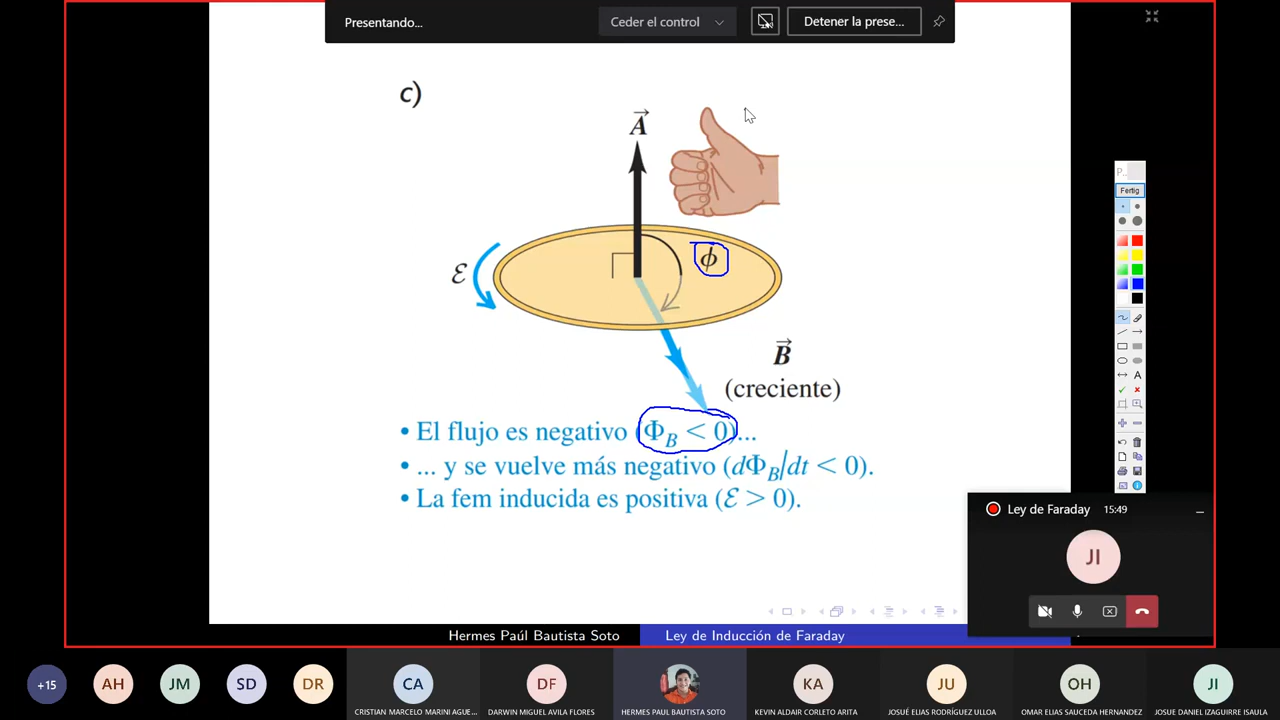 Presentando...
Ceder el control
Detener la prese...
c)
A
ϕ
ℰ
B
(creciente)
• El flujo es negativo (Φ_B < 0)...
• ... y se vuelve más negativo (dΦ_B/dt < 0).
• La fem inducida es positiva (ℰ > 0).
P..
Fertig
A
Ley de Faraday
15:49
JI
Hermes Paúl Bautista Soto
Ley de Inducción de Faraday
+15
AH
JM
SD
DR
CA
DF
KA
JU
OH
JI
CRISTIAN MARCELO MARINI AGUE...
DARWIN MIGUEL AVILA FLORES
HERMES PAUL BAUTISTA SOTO
KEVIN ALDAIR CORLETO ARITA
JOSUÉ ELIAS RODRÍGUEZ ULLOA
OMAR ELIAS SAUCEDA HERNANDEZ
JOSUE DANIEL IZAGUIRRE ISAULA